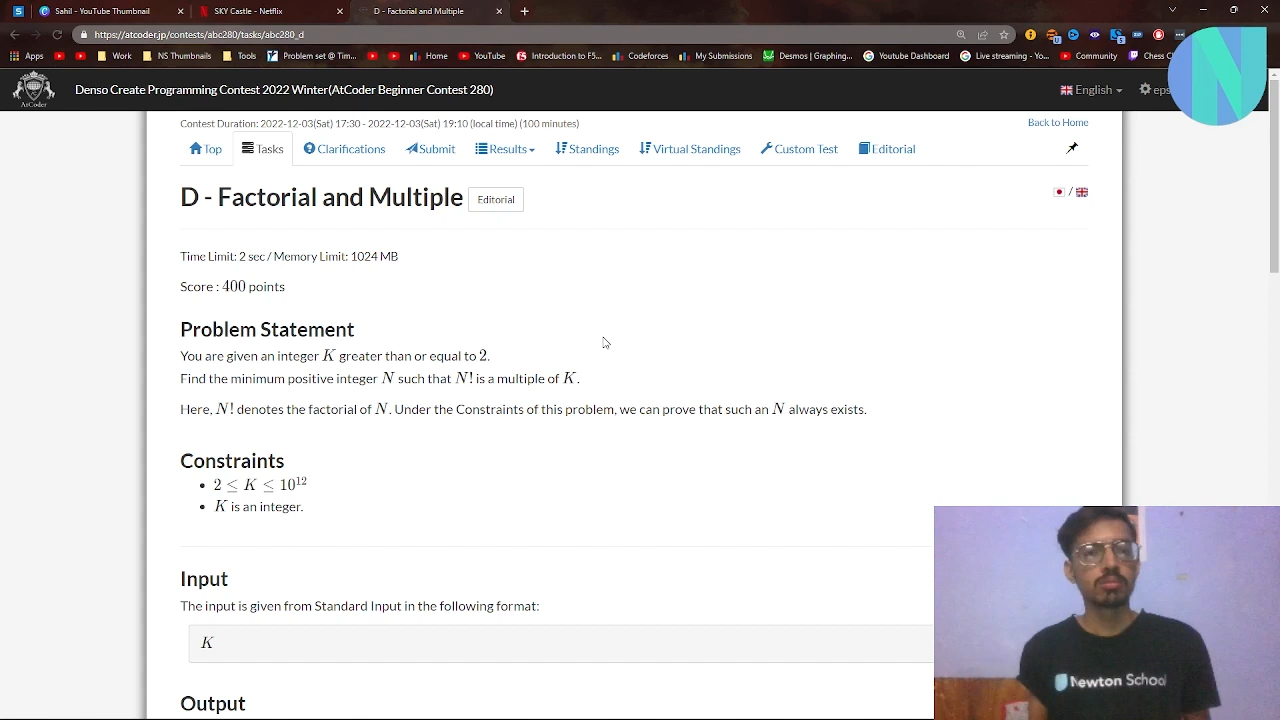 Sahil - YouTube Thumbnail
SKY Castle - Netflix
D - Factorial and Multiple
https://atcoder.jp/contests/abc280/tasks/abc280_d
Apps
Work
NS Thumbnails
Tools
Problem set @ Tim...
Home
YouTube
Introduction to F5...
Codeforces
My Submissions
Desmos | Graphing...
Youtube Dashboard
Live streaming - Yo...
Community
Chess C
AtCoder
Denso Create Programming Contest 2022 Winter(AtCoder Beginner Contest 280)
English
eps
Contest Duration: 2022-12-03(Sat) 17:30 - 2022-12-03(Sat) 19:10 (local time) (100 minutes)
Back to Home
Top
Tasks
Clarifications
Submit
Results
Standings
Virtual Standings
Custom Test
Editorial
D - Factorial and Multiple
Editorial
/
Time Limit: 2 sec / Memory Limit: 1024 MB
Score : 400 points
Problem Statement
You are given an integer K greater than or equal to 2.
Find the minimum positive integer N such that N! is a multiple of K.
Here, N! denotes the factorial of N. Under the Constraints of this problem, we can prove that such an N always exists.
Constraints
2 ≤ K ≤ 10¹²
K is an integer.
Input
The input is given from Standard Input in the following format:
K
Output
Newton School